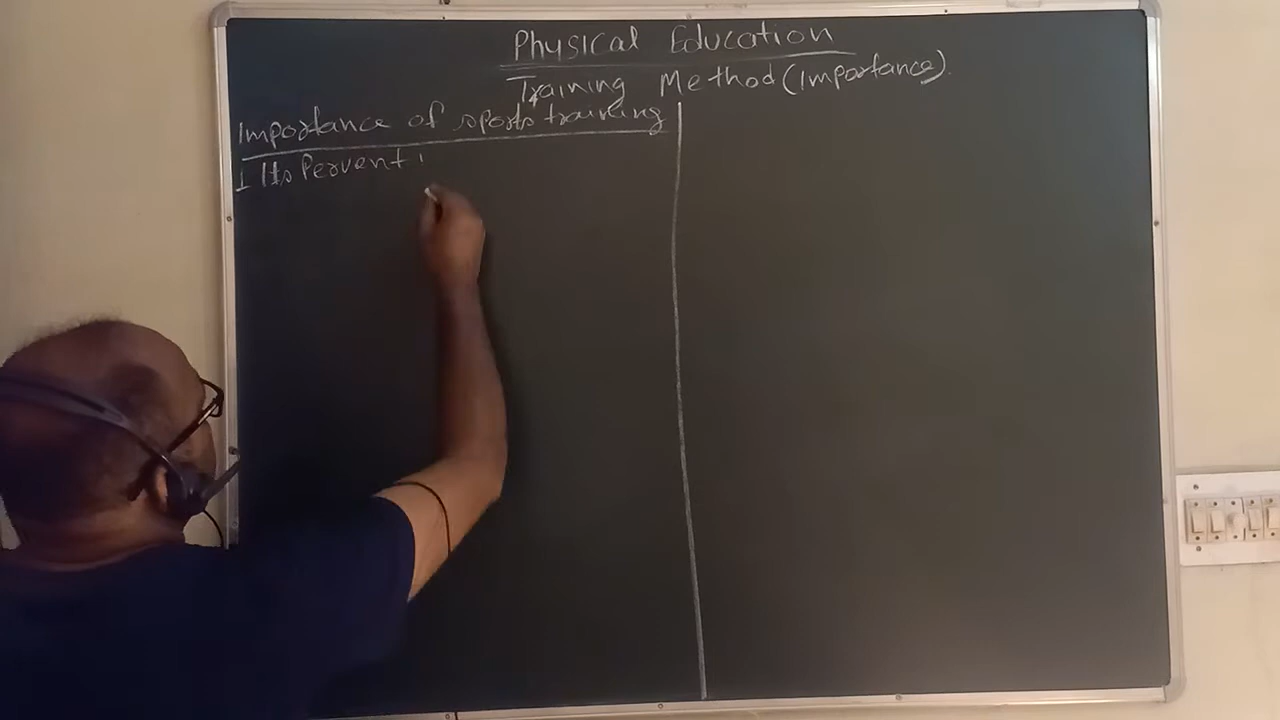 Physical Education
Training Method (Importance)
Importance of sports training
1 Its Pervent i